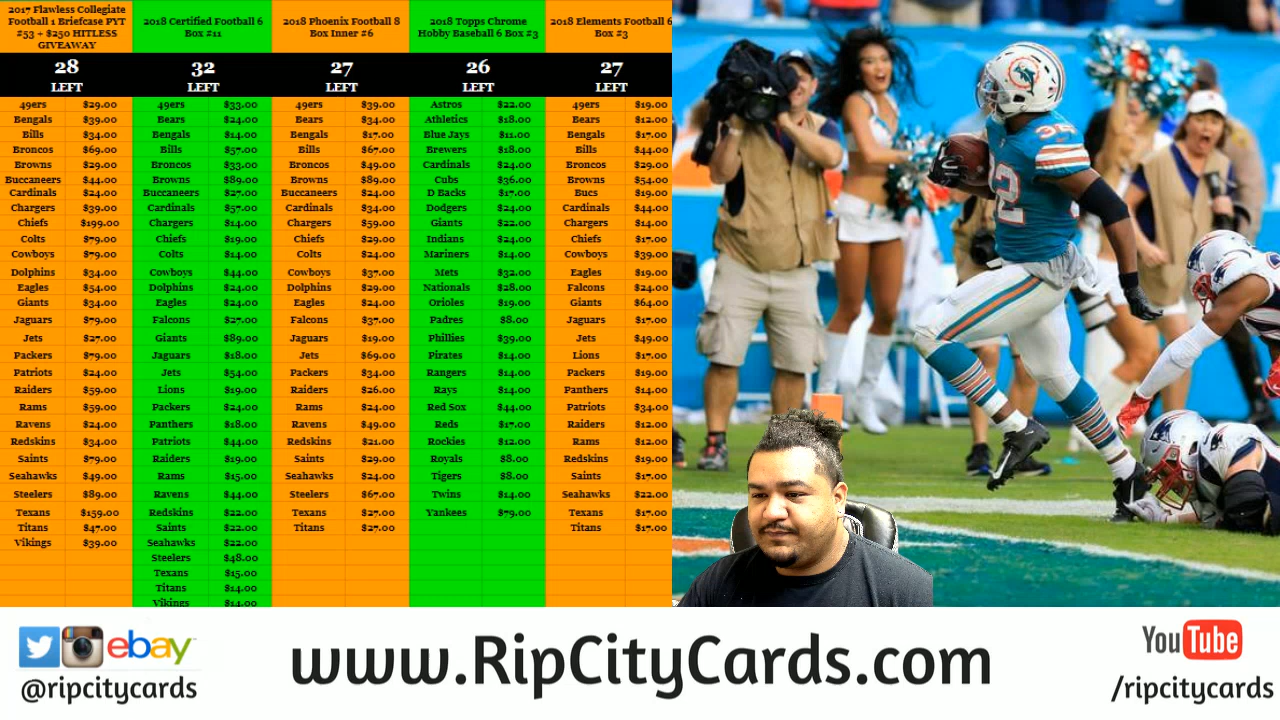 2017 Flawless Collegiate
Football 1 Briefcase PYT
#53 + $250 HITLESS
GIVEAWAY
28
LEFT
49ers $29.00
Bengals $39.00
Bills $34.00
Broncos $69.00
Browns $29.00
Buccaneers $44.00
Cardinals $24.00
Chargers $39.00
Chiefs $199.00
Colts $79.00
Cowboys $79.00
Dolphins $34.00
Eagles $54.00
Giants $34.00
Jaguars $79.00
Jets $27.00
Packers $79.00
Patriots $24.00
Raiders $59.00
Rams $59.00
Ravens $24.00
Redskins $34.00
Saints $79.00
Seahawks $49.00
Steelers $89.00
Texans $159.00
Titans $47.00
Vikings $39.00
2018 Certified Football 6
Box #11
32
LEFT
49ers $33.00
Bears $24.00
Bengals $14.00
Bills $57.00
Broncos $33.00
Browns $89.00
Buccaneers $27.00
Cardinals $57.00
Chargers $14.00
Chiefs $19.00
Colts $14.00
Cowboys $44.00
Dolphins $24.00
Eagles $24.00
Falcons $27.00
Giants $89.00
Jaguars $18.00
Jets $54.00
Lions $19.00
Packers $24.00
Panthers $18.00
Patriots $44.00
Raiders $19.00
Rams $15.00
Ravens $44.00
Redskins $22.00
Saints $22.00
Seahawks $22.00
Steelers $48.00
Texans $15.00
Titans $14.00
Vikings $14.00
2018 Phoenix Football 8
Box Inner #6
27
LEFT
49ers $39.00
Bears $34.00
Bengals $17.00
Bills $67.00
Broncos $49.00
Browns $89.00
Buccaneers $24.00
Cardinals $34.00
Chargers $59.00
Chiefs $29.00
Colts $24.00
Cowboys $37.00
Dolphins $29.00
Eagles $24.00
Falcons $37.00
Jaguars $19.00
Jets $69.00
Packers $34.00
Raiders $26.00
Rams $24.00
Ravens $49.00
Redskins $21.00
Saints $29.00
Seahawks $24.00
Steelers $67.00
Texans $27.00
Titans $27.00
2018 Topps Chrome
Hobby Baseball 6 Box #3
26
LEFT
Astros $22.00
Athletics $18.00
Blue Jays $11.00
Brewers $18.00
Cardinals $24.00
Cubs $36.00
D Backs $17.00
Dodgers $24.00
Giants $22.00
Indians $24.00
Mariners $14.00
Mets $32.00
Nationals $28.00
Orioles $19.00
Padres $8.00
Phillies $39.00
Pirates $14.00
Rangers $14.00
Rays $14.00
Red Sox $44.00
Reds $17.00
Rockies $12.00
Royals $8.00
Tigers $8.00
Twins $14.00
Yankees $79.00
2018 Elements Football 6
Box #3
27
LEFT
49ers $19.00
Bears $12.00
Bengals $17.00
Bills $44.00
Broncos $29.00
Browns $54.00
Bucs $19.00
Cardinals $44.00
Chargers $14.00
Chiefs $17.00
Cowboys $39.00
Eagles $19.00
Falcons $24.00
Giants $64.00
Jaguars $17.00
Jets $49.00
Lions $17.00
Packers $19.00
Panthers $14.00
Patriots $34.00
Raiders $12.00
Rams $12.00
Redskins $19.00
Saints $17.00
Seahawks $22.00
Texans $17.00
Titans $17.00
32
ebay
@ripcitycards
www.RipCityCards.com
YouTube
/ripcitycards